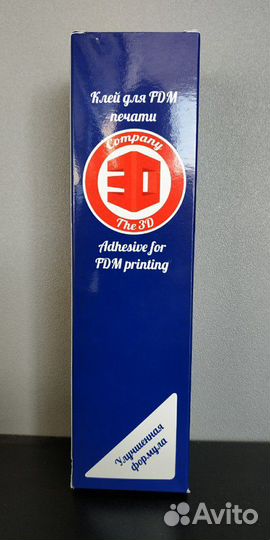 Клей для FDM
печати
Company
3D
The 3D
Adhesive for
FDM printing
Улучшенная
формула
Avito